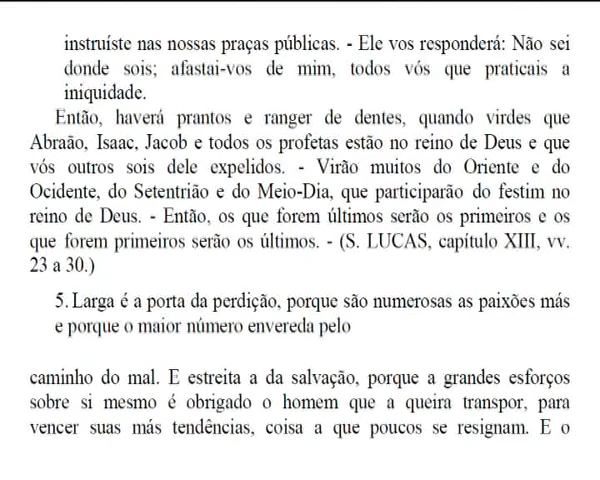 instruíste nas nossas praças públicas. - Ele vos responderá: Não sei
donde sois; afastai-vos de mim, todos vós que praticais a
iniquidade.
Então, haverá prantos e ranger de dentes, quando virdes que
Abraão, Isaac, Jacob e todos os profetas estão no reino de Deus e que
vós outros sois dele expelidos. - Virão muitos do Oriente e do
Ocidente, do Setentrião e do Meio-Dia, que participarão do festim no
reino de Deus. - Então, os que forem últimos serão os primeiros e os
que forem primeiros serão os últimos. - (S. LUCAS, capítulo XIII, vv.
23 a 30.)
5. Larga é a porta da perdição, porque são numerosas as paixões más
e porque o maior número envereda pelo
caminho do mal. E estreita a da salvação, porque a grandes esforços
sobre si mesmo é obrigado o homem que a queira transpor, para
vencer suas más tendências, coisa a que poucos se resignam. E o